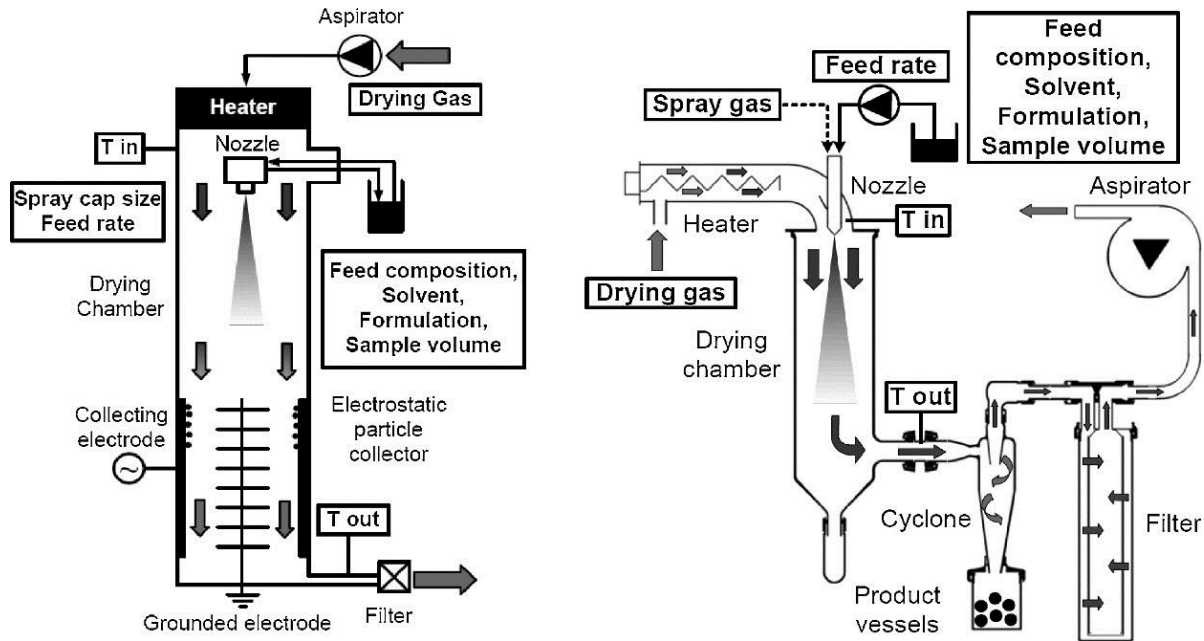 Aspirator
Drying Gas
Heater
Nozzle
T in
Spray cap size
Feed rate
Drying
Chamber
Feed composition,
Solvent,
Formulation,
Sample volume
Collecting
electrode
Electrostatic
particle
collector
T out
Filter
Grounded electrode
Feed rate
Spray gas
Feed
composition,
Solvent,
Formulation,
Sample volume
Nozzle
Aspirator
Heater
T in
Drying gas
Drying
chamber
T out
Cyclone
Filter
Product
vessels